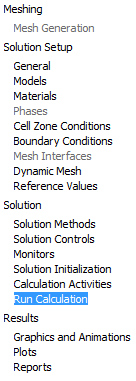 Meshing
Mesh Generation
Solution Setup
General
Models
Materials
Phases
Cell Zone Conditions
Boundary Conditions
Mesh Interfaces
Dynamic Mesh
Reference Values
Solution
Solution Methods
Solution Controls
Monitors
Solution Initialization
Calculation Activities
Run Calculation
Results
Graphics and Animations
Plots
Reports